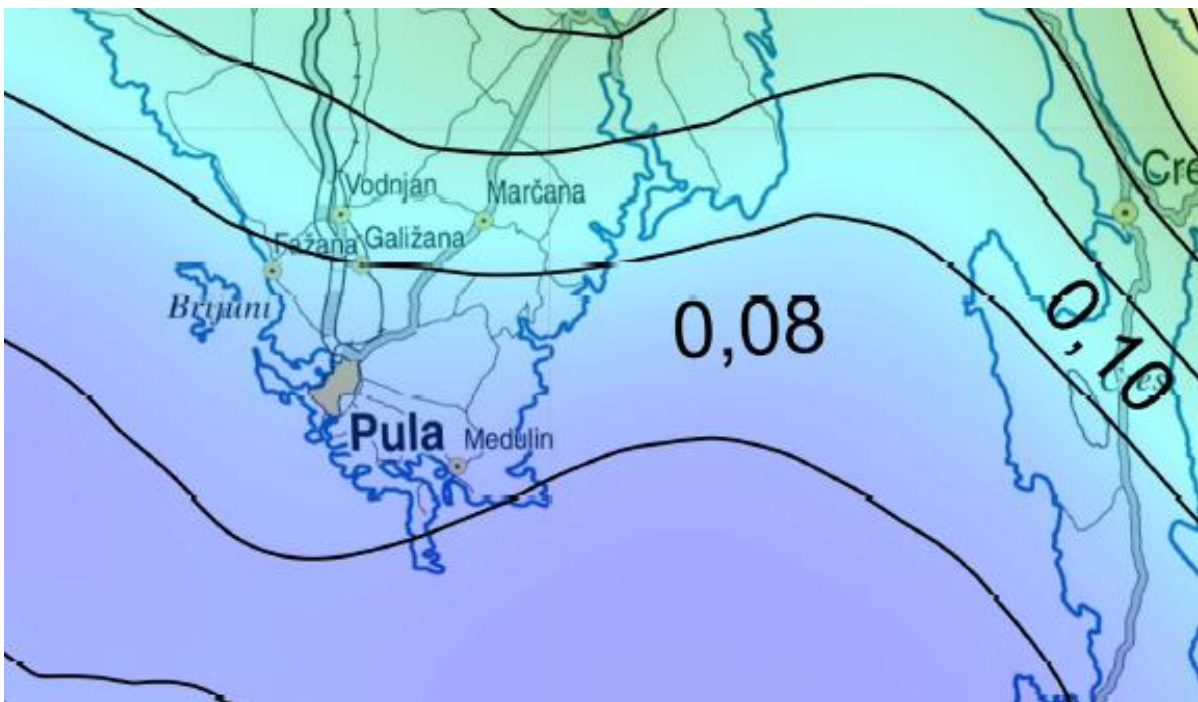 Vodnjan
Marčana
Cre
Fažana
Galižana
Brijuni
0,08
0,10
Pula
Medulin